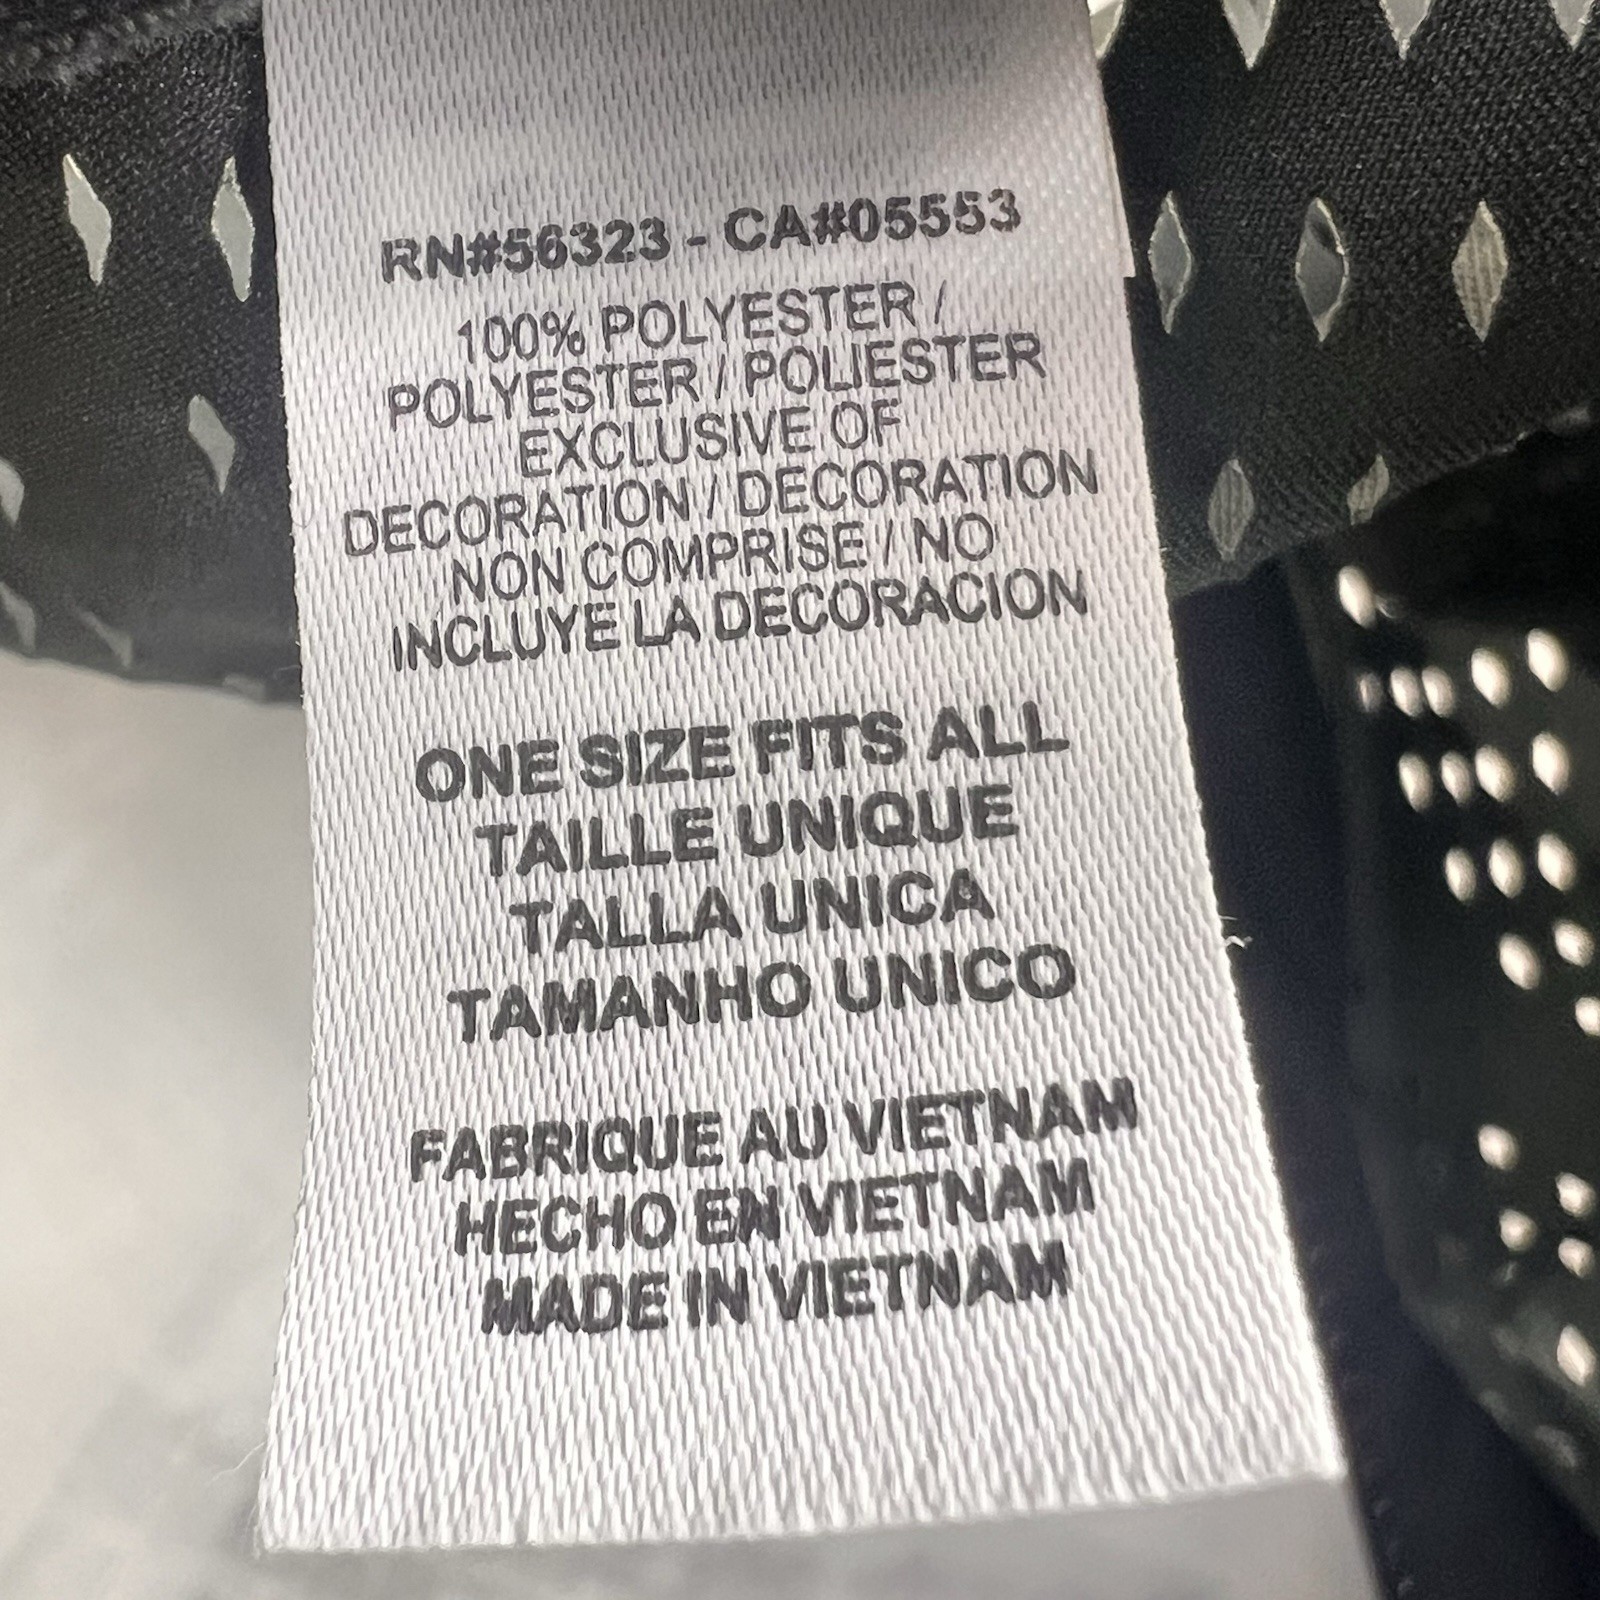 RN#56323 - CA#05553
100% POLYESTER /
POLYESTER / POLIESTER
EXCLUSIVE OF
DECORATION / DECORATION
NON COMPRISE / NO
INCLUYE LA DECORACION
ONE SIZE FITS ALL
TAILLE UNIQUE
TALLA UNICA
TAMANHO UNICO
FABRIQUE AU VIETNAM
HECHO EN VIETNAM
MADE IN VIETNAM